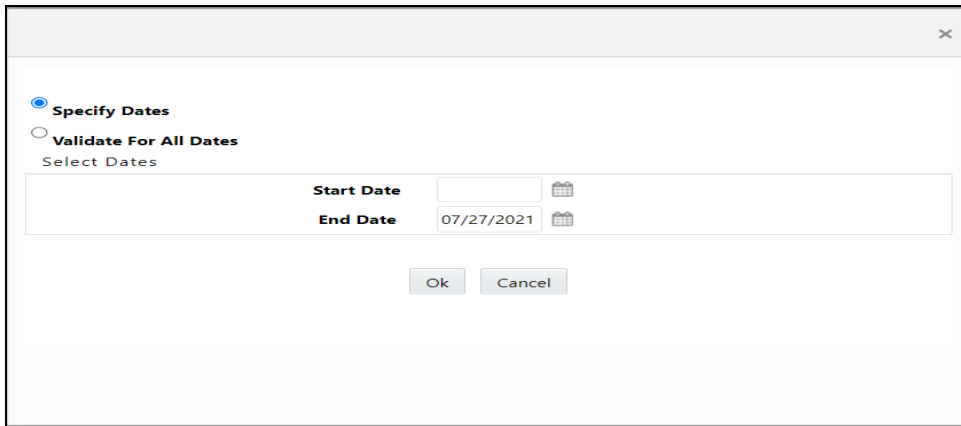 ×
Specify Dates
Validate For All Dates
Select Dates
Start Date
End Date 07/27/2021
Ok Cancel